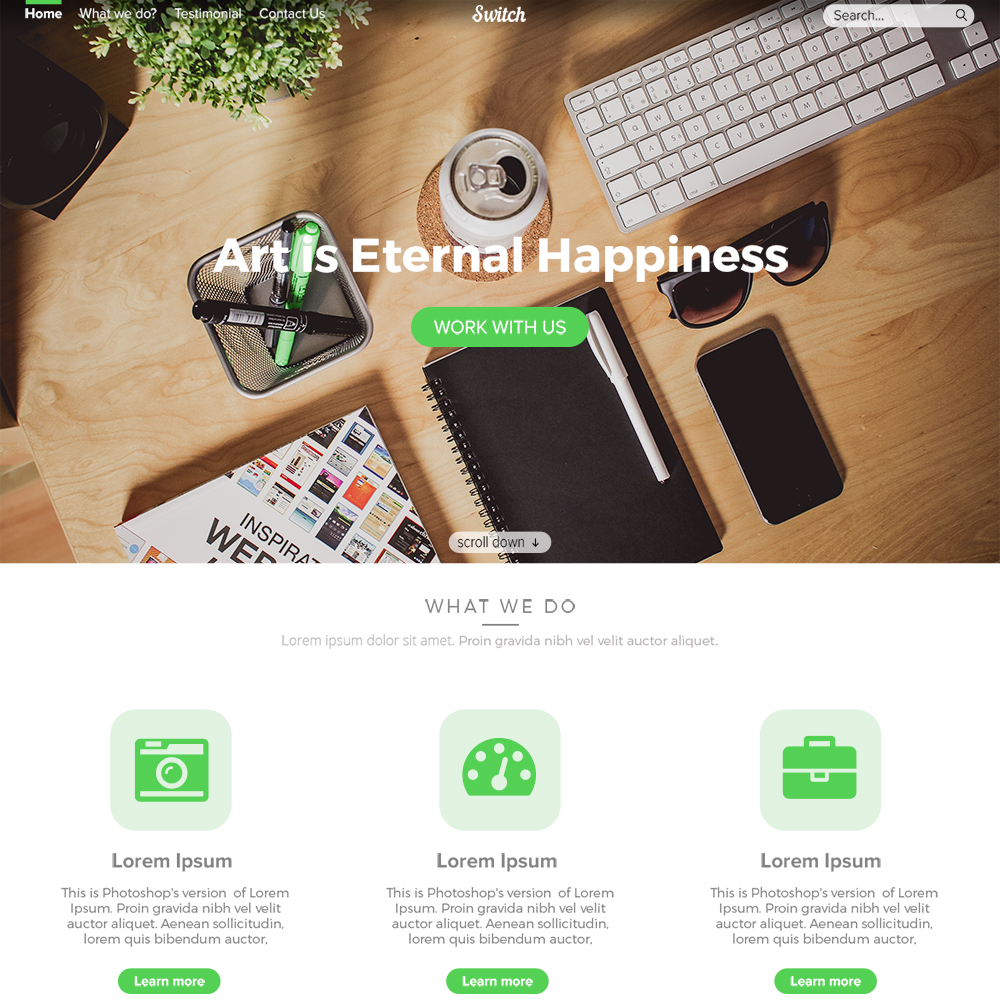 Home What we do? Testimonial Contact Us Switch Search...
Art is Eternal Happiness
WORK WITH US
INSPIRAT
WEB
scroll down ↓
WHAT WE DO
Lorem ipsum dolor sit amet. Proin gravida nibh vel velit auctor aliquet.
Lorem Ipsum
This is Photoshop's version of Lorem
Ipsum. Proin gravida nibh vel velit
auctor aliquet. Aenean sollicitudin,
lorem quis bibendum auctor,
Learn more
Lorem Ipsum
This is Photoshop's version of Lorem
Ipsum. Proin gravida nibh vel velit
auctor aliquet. Aenean sollicitudin,
lorem quis bibendum auctor,
Learn more
Lorem Ipsum
This is Photoshop's version of Lorem
Ipsum. Proin gravida nibh vel velit
auctor aliquet. Aenean sollicitudin,
lorem quis bibendum auctor,
Learn more